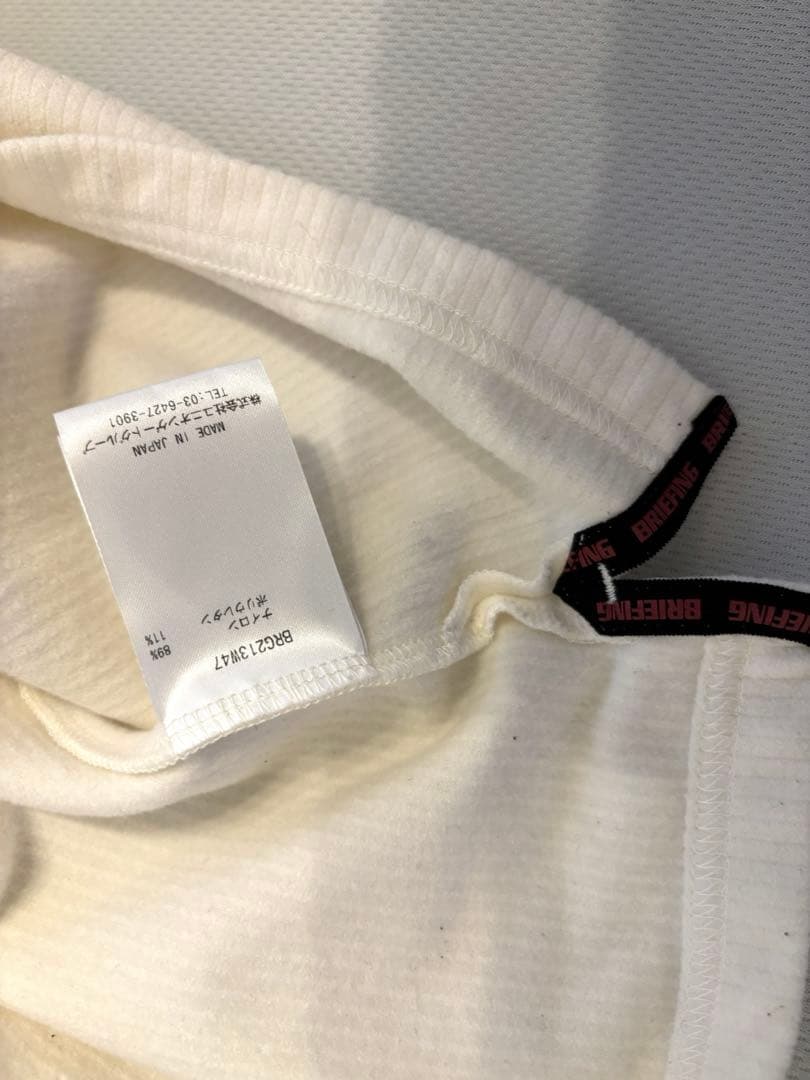 BRG213W47
ナイロン 89%
ポリウレタン 11%
MADE IN JAPAN
株式会社ユニオンゲートグループ
TEL:03-6427-3901
BRIEFING
BRIEFING
BRIEFING
BRIEFING